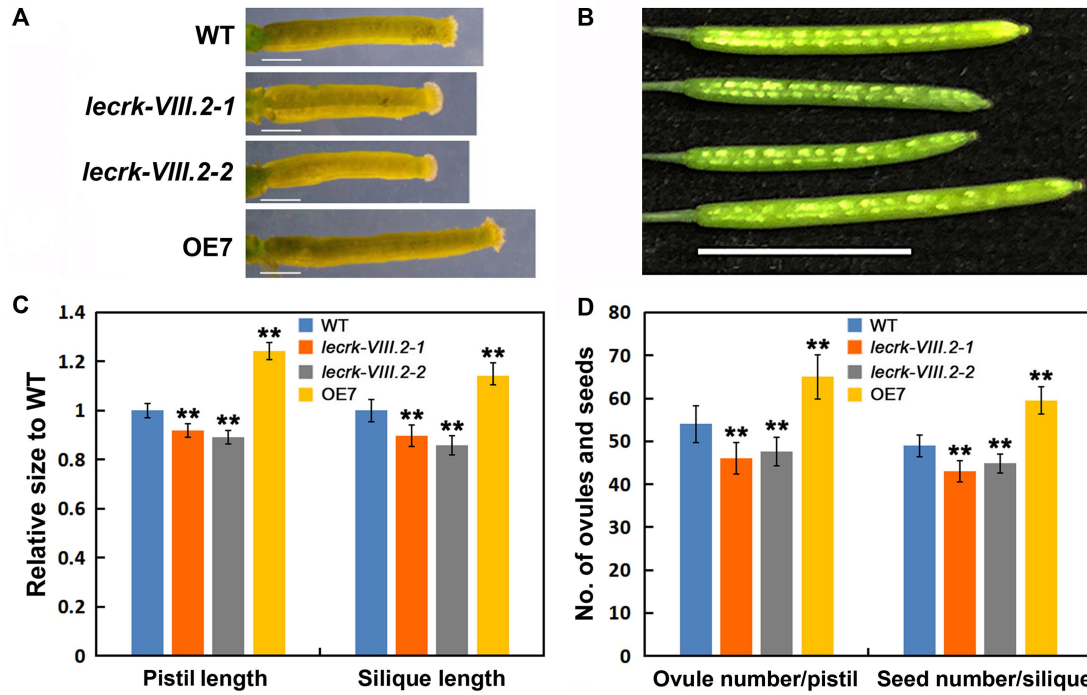 A
WT
lecrk-VIII.2-1
lecrk-VIII.2-2
OE7
B
C
Relative size to WT
1.4
1.2
1
0.8
0.6
0.4
0.2
0
WT
lecrk-VIII.2-1
lecrk-VIII.2-2
OE7
** ** **
** ** **
Pistil length
Silique length
D
No. of ovules and seeds
80
70
60
50
40
30
20
10
0
WT
lecrk-VIII.2-1
lecrk-VIII.2-2
OE7
** ** **
** ** **
Ovule number/pistil
Seed number/silique